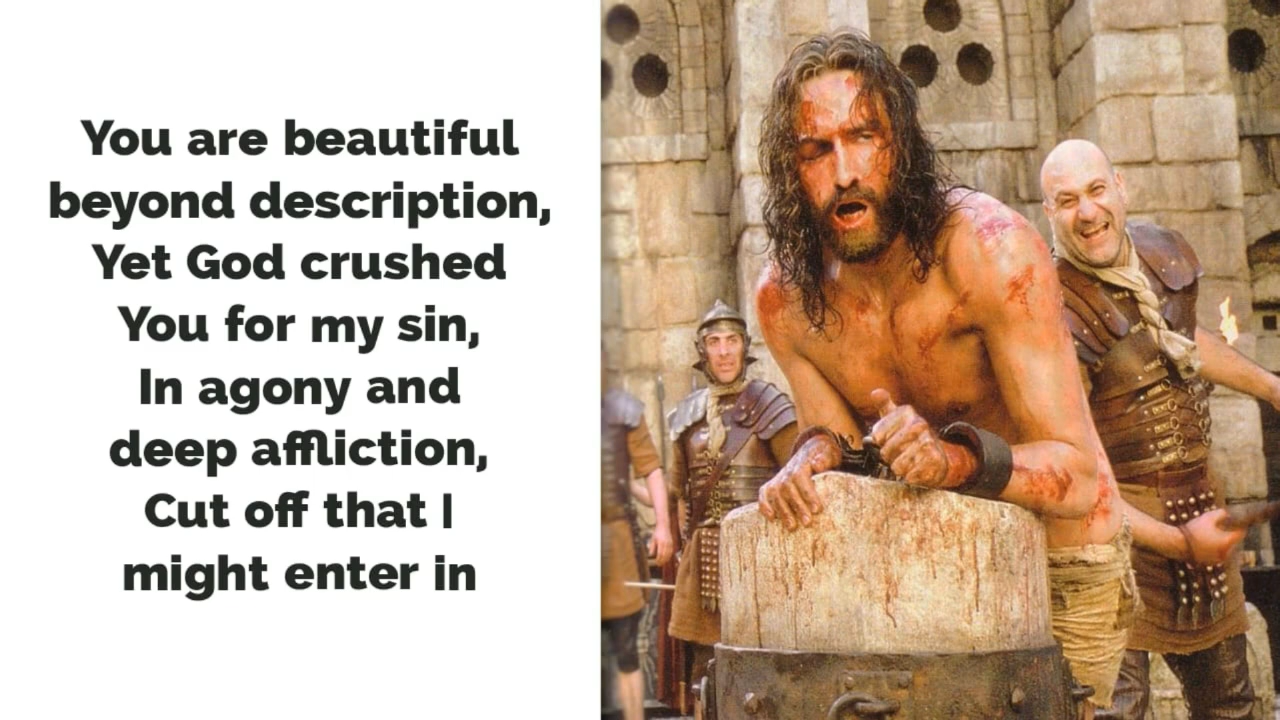 You are beautiful
beyond description,
Yet God crushed
You for my sin,
In agony and
deep affliction,
Cut off that I
might enter in